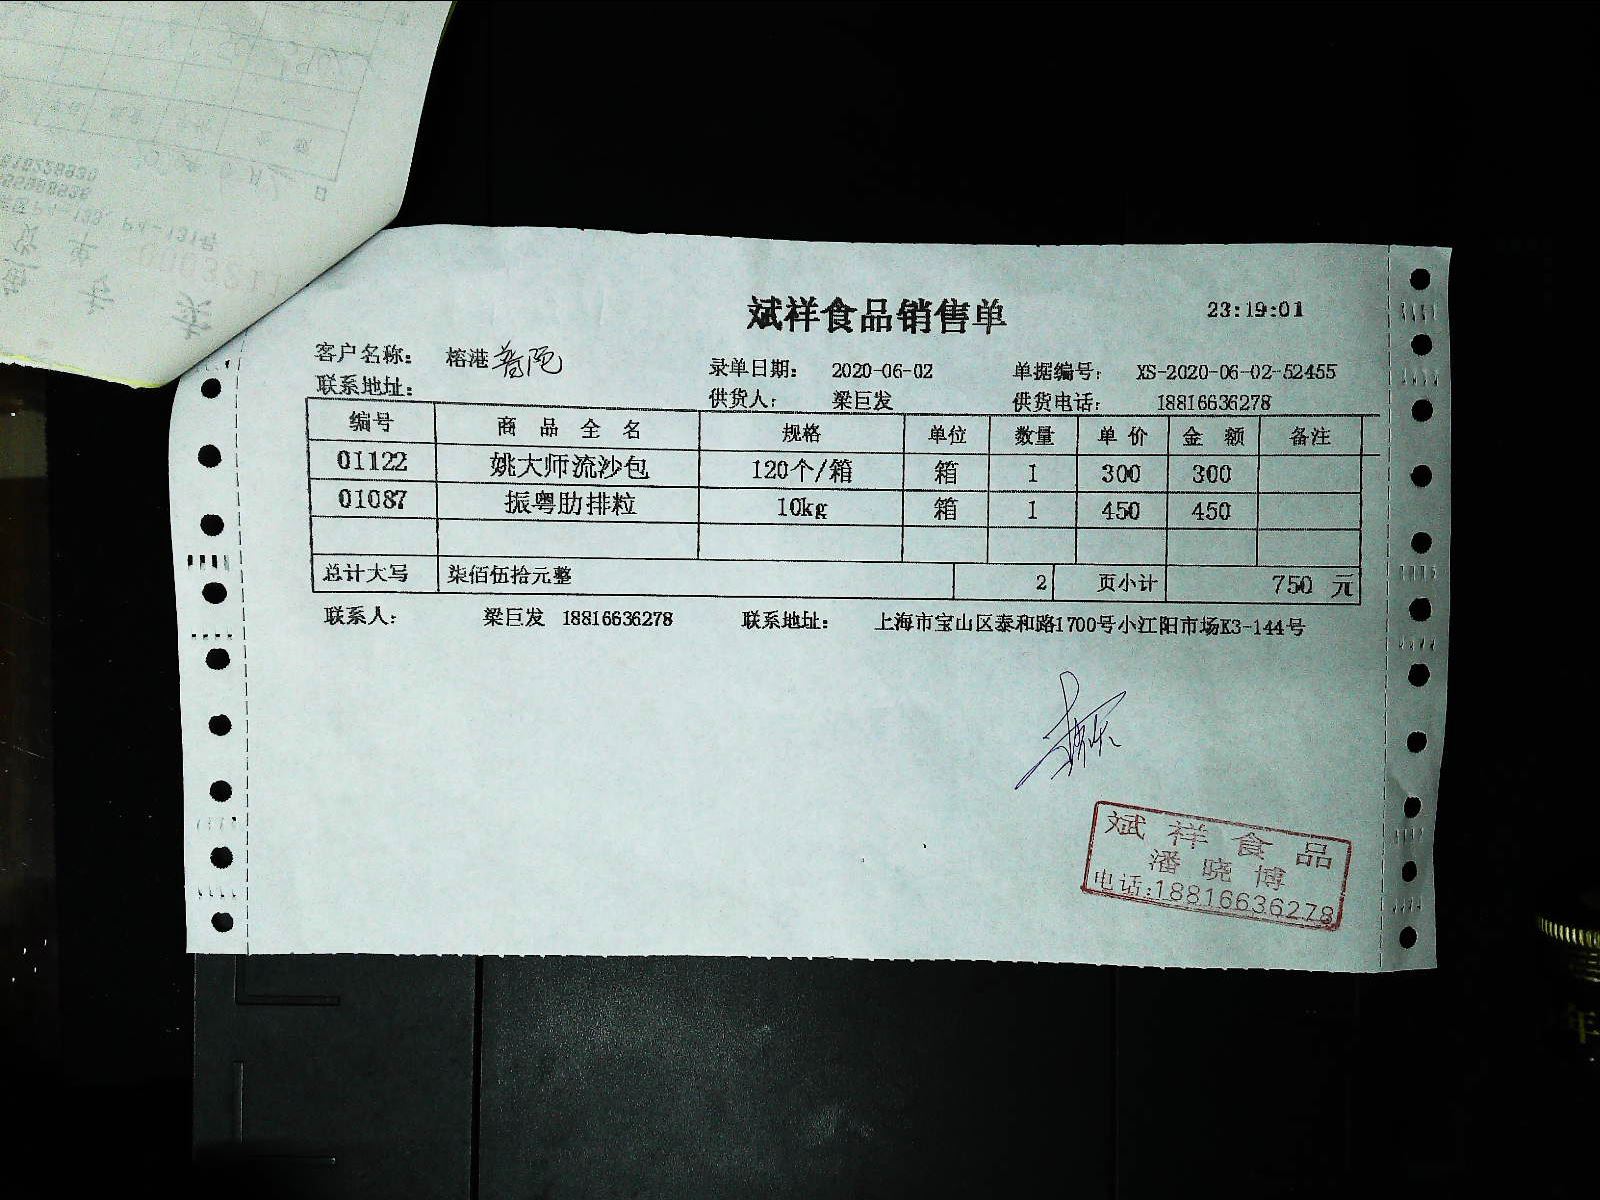 斌祥食品销售单
23:19:01
客户名称： 榕港普陀
录单日期： 2020-06-02
单据编号： XS-2020-06-02-52455
联系地址：
供货人： 梁巨发
供货电话： 18816636278
编号 商品全名 规格 单位 数量 单价 金额 备注
01122 姚大师流沙包 120个/箱 箱 1 300 300
01087 振粤肋排粒 10kg 箱 1 450 450
总计大写 柒佰伍拾元整 2 页小计 750 元
联系人： 梁巨发 18816636278 联系地址： 上海市宝山区泰和路1700号小江阳市场K3-144号
斌祥食品
潘晓博
电话:18816636278